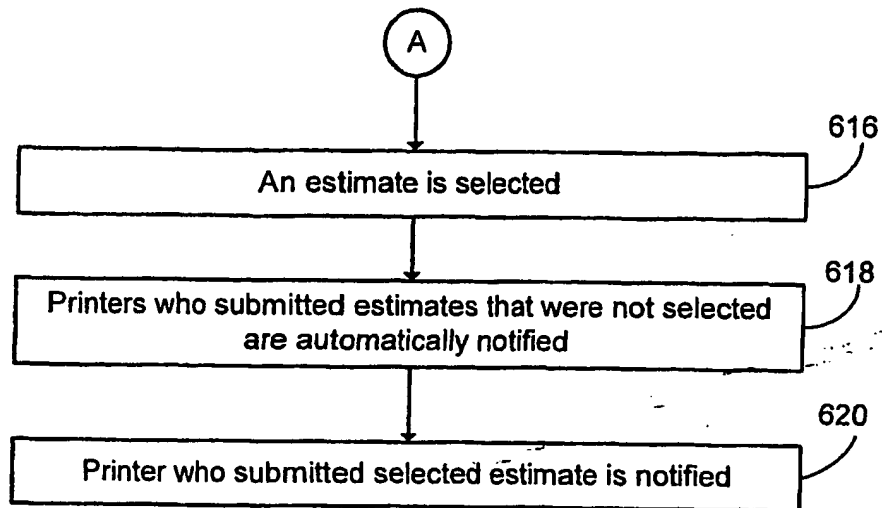 A
616
An estimate is selected
618
Printers who submitted estimates that were not selected
are automatically notified
620
Printer who submitted selected estimate is notified